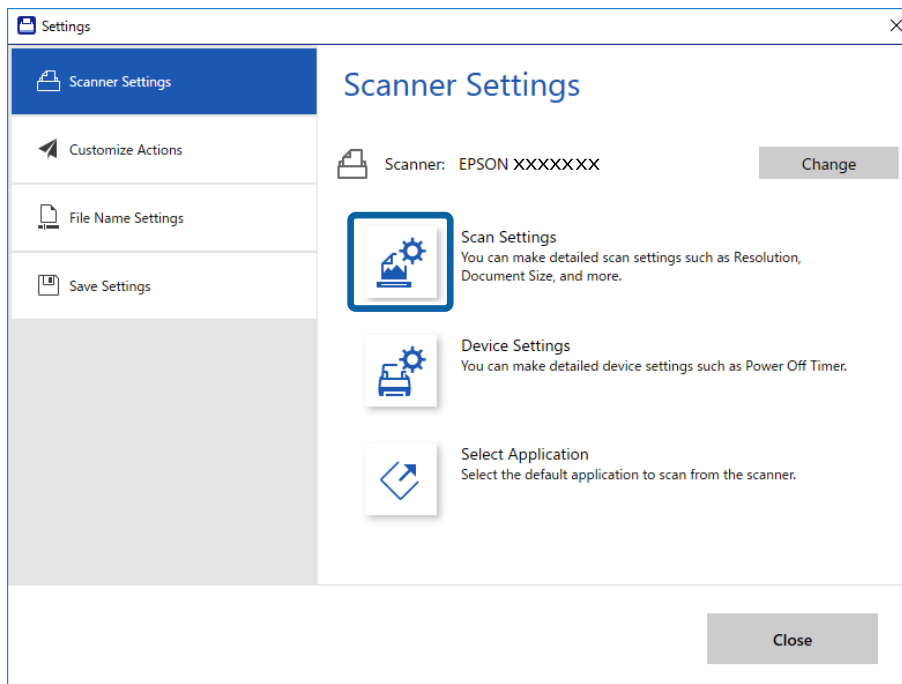 Settings
Scanner Settings
Customize Actions
File Name Settings
Save Settings
Scanner Settings
Scanner: EPSON XXXXXXX
Change
Scan Settings
You can make detailed scan settings such as Resolution,
Document Size, and more.
Device Settings
You can make detailed device settings such as Power Off Timer.
Select Application
Select the default application to scan from the scanner.
Close